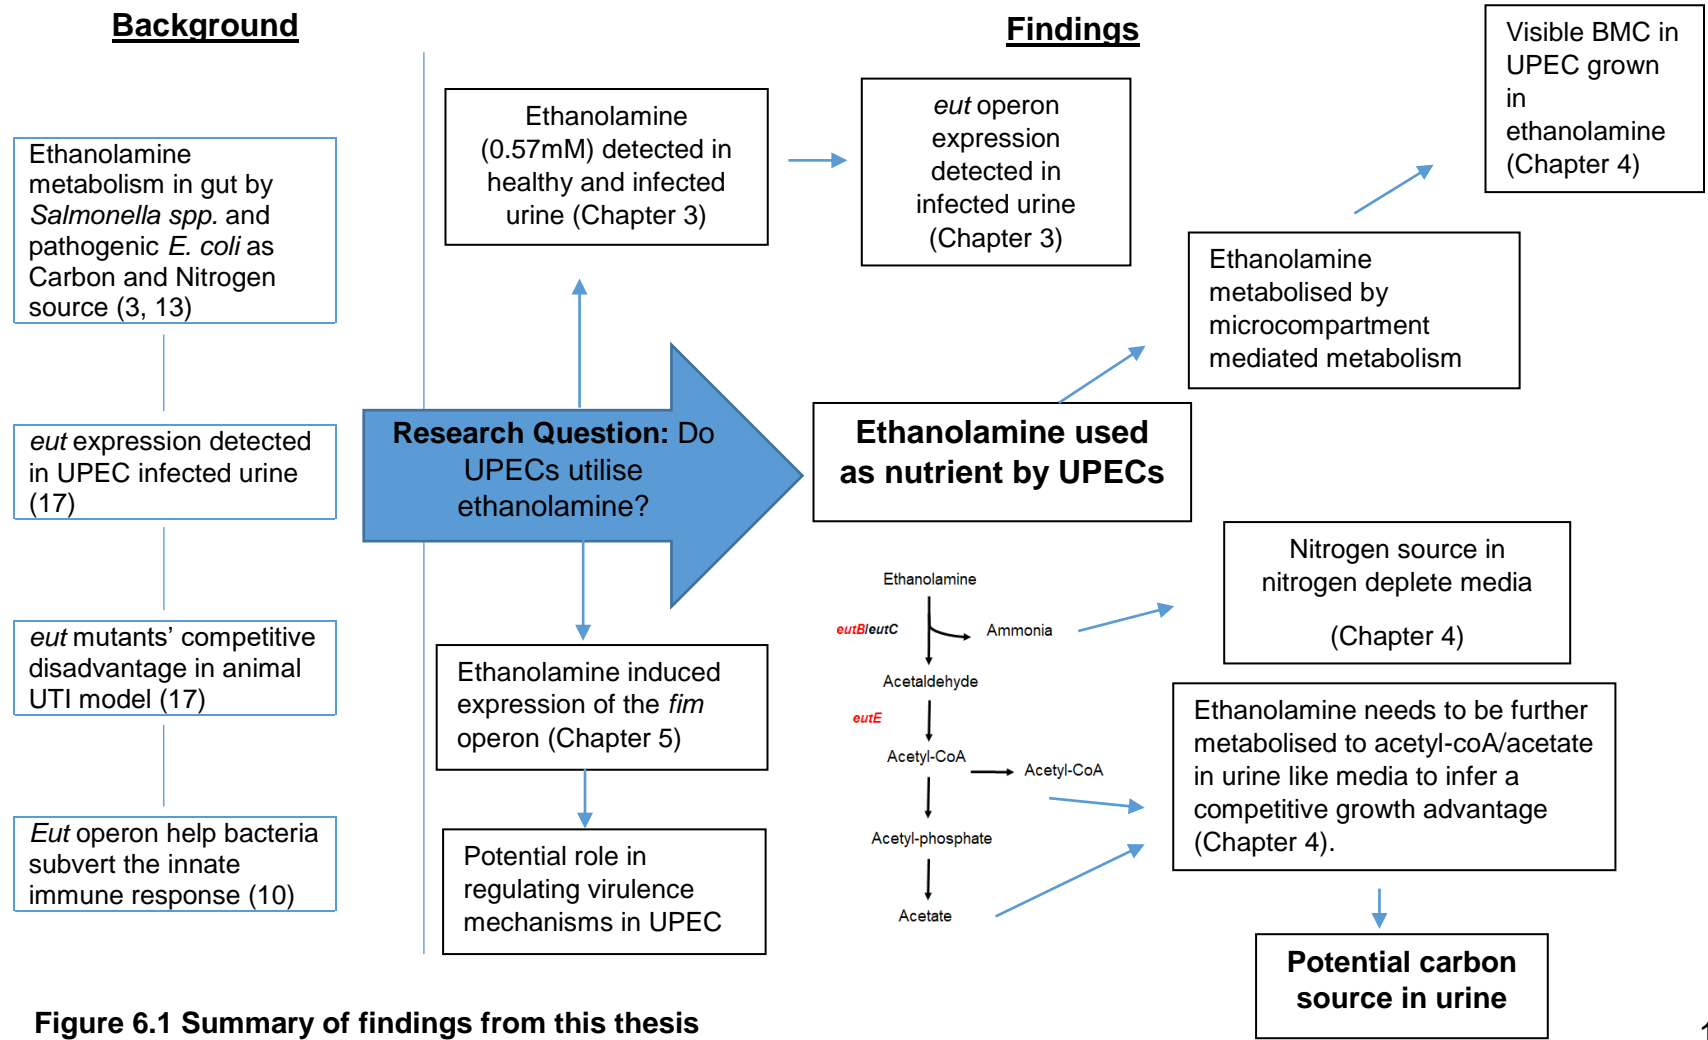 Background
Ethanolamine
metabolism in gut by
Salmonella spp. and
pathogenic E. coli as
Carbon and Nitrogen
source (3, 13)
eut expression detected
in UPEC infected urine
(17)
eut mutants’ competitive
disadvantage in animal
UTI model (17)
Eut operon help bacteria
subvert the innate
immune response (10)
Findings
Ethanolamine
(0.57mM) detected in
healthy and infected
urine (Chapter 3)
eut operon
expression
detected in
infected urine
(Chapter 3)
Visible BMC in
UPEC grown
in
ethanolamine
(Chapter 4)
Ethanolamine
metabolised by
microcompartment
mediated metabolism
Research Question: Do
UPECs utilise
ethanolamine?
Ethanolamine used
as nutrient by UPECs
Ethanolamine induced
expression of the fim
operon (Chapter 5)
Potential role in
regulating virulence
mechanisms in UPEC
Ethanolamine
eutB/eutC
Ammonia
Acetaldehyde
eutE
Acetyl-CoA
Acetyl-CoA
Acetyl-phosphate
Acetate
Nitrogen source in
nitrogen deplete media
(Chapter 4)
Ethanolamine needs to be further
metabolised to acetyl-coA/acetate
in urine like media to infer a
competitive growth advantage
(Chapter 4).
Potential carbon
source in urine
Figure 6.1 Summary of findings from this thesis